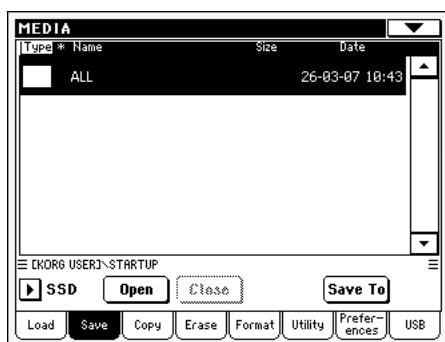 MEDIA
Type * Name Size Date
ALL 26-03-07 10:43
[KORG USER]\STARTUP
SSD Open Close Save To
Load Save Copy Erase Format Utility Prefer-
ences USB